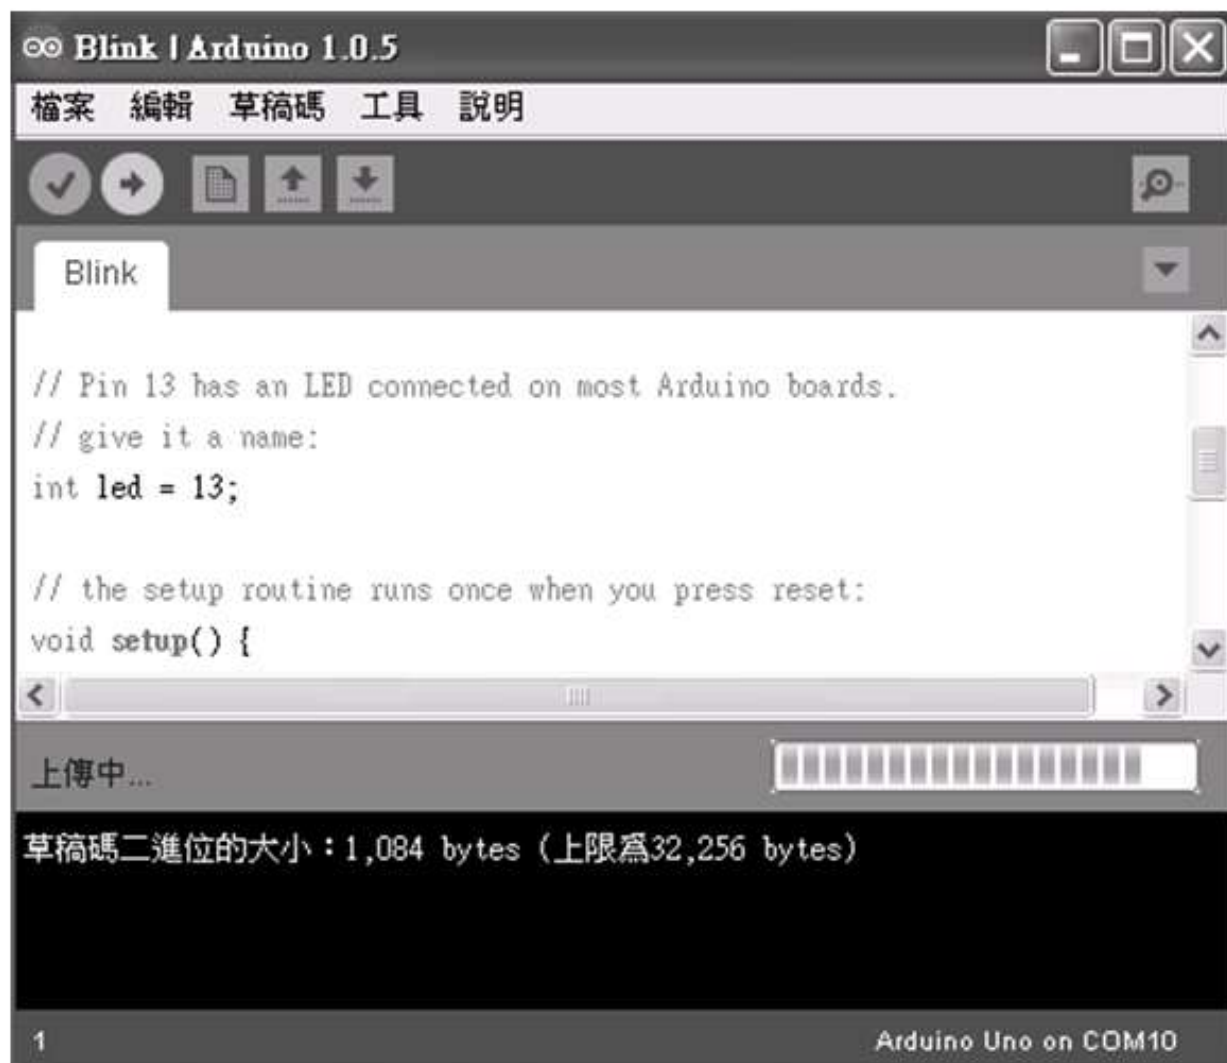 Blink | Arduino 1.0.5
檔案 編輯 草稿碼 工具 說明
Blink
// Pin 13 has an LED connected on most Arduino boards.
// give it a name:
int led = 13;
// the setup routine runs once when you press reset:
void setup() {
上傳中...
草稿碼二進位的大小：1,084 bytes (上限爲32,256 bytes)
1 Arduino Uno on COM10